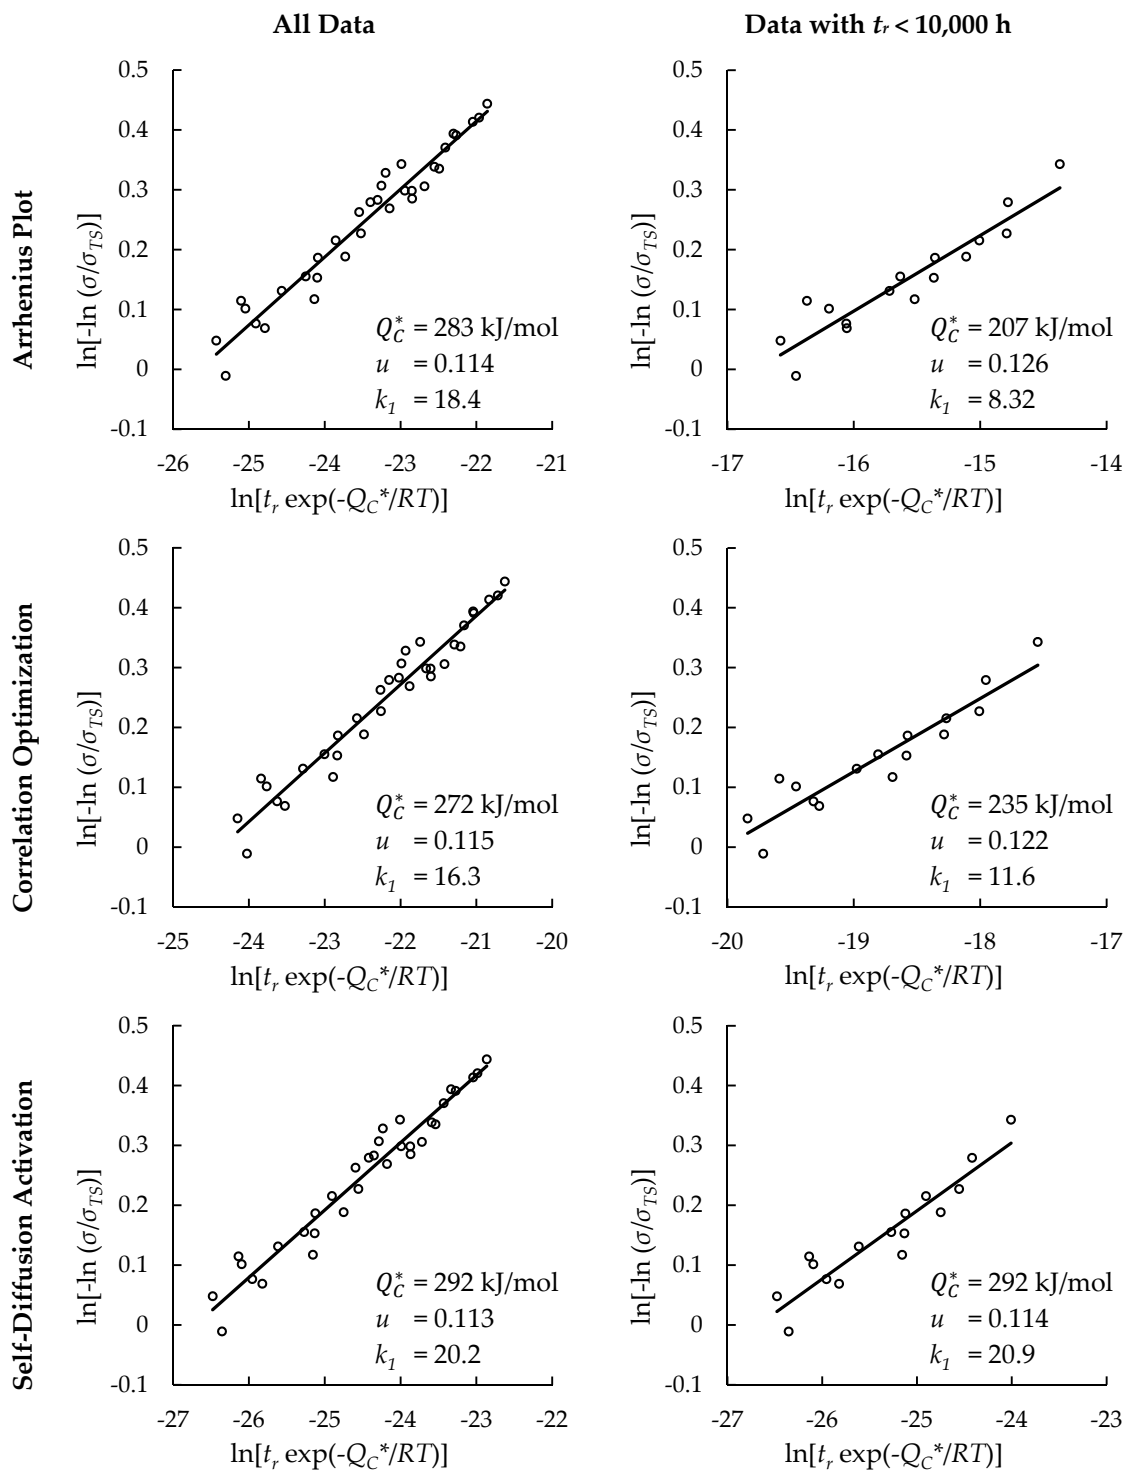 All Data
Data with tr < 10,000 h
Arrhenius Plot
ln[-ln (σ/σTS)]
0.5
0.4
0.3
0.2
0.1
0
-0.1
-26 -25 -24 -23 -22 -21
ln[tr exp(-QC*/RT)]
Q*C = 283 kJ/mol
u = 0.114
k1 = 18.4
ln[-ln (σ/σTS)]
0.5
0.4
0.3
0.2
0.1
0
-0.1
-17 -16 -15 -14
ln[tr exp(-QC*/RT)]
Q*C = 207 kJ/mol
u = 0.126
k1 = 8.32
Correlation Optimization
ln[-ln (σ/σTS)]
0.5
0.4
0.3
0.2
0.1
0
-0.1
-25 -24 -23 -22 -21 -20
ln[tr exp(-QC*/RT)]
Q*C = 272 kJ/mol
u = 0.115
k1 = 16.3
ln[-ln (σ/σTS)]
0.5
0.4
0.3
0.2
0.1
0
-0.1
-20 -19 -18 -17
ln[tr exp(-QC*/RT)]
Q*C = 235 kJ/mol
u = 0.122
k1 = 11.6
Self-Diffusion Activation
ln[-ln (σ/σTS)]
0.5
0.4
0.3
0.2
0.1
0
-0.1
-27 -26 -25 -24 -23 -22
ln[tr exp(-QC*/RT)]
Q*C = 292 kJ/mol
u = 0.113
k1 = 20.2
ln[-ln (σ/σTS)]
0.5
0.4
0.3
0.2
0.1
0
-0.1
-27 -26 -25 -24 -23
ln[tr exp(-QC*/RT)]
Q*C = 292 kJ/mol
u = 0.114
k1 = 20.9